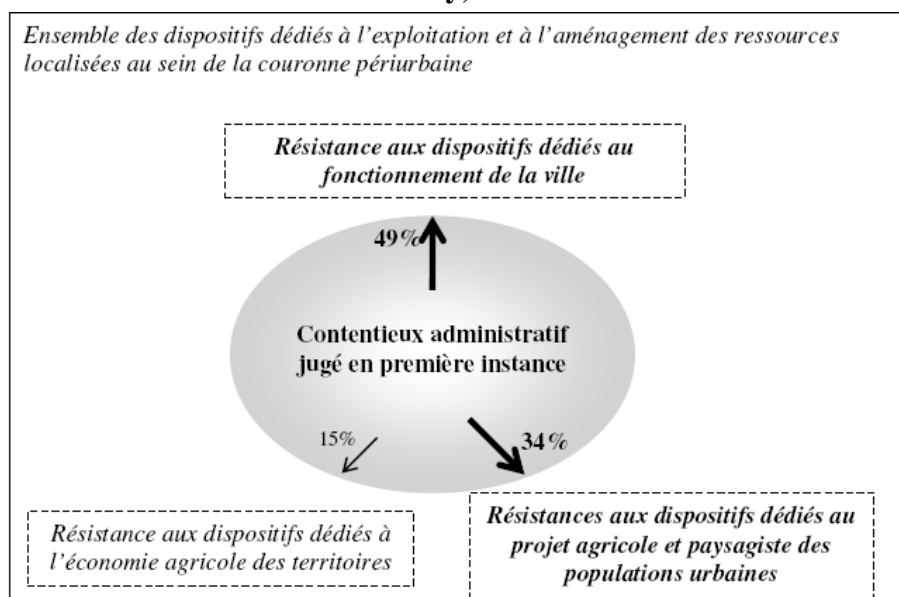 Ensemble des dispositifs dédiés à l'exploitation et à l'aménagement des ressources
localisées au sein de la couronne périurbaine
Résistance aux dispositifs dédiés au
fonctionnement de la ville
49%
Contentieux administratif
jugé en première instance
15%
34%
Résistance aux dispositifs dédiés à
l'économie agricole des territoires
Résistances aux dispositifs dédiés au
projet agricole et paysagiste des
populations urbaines